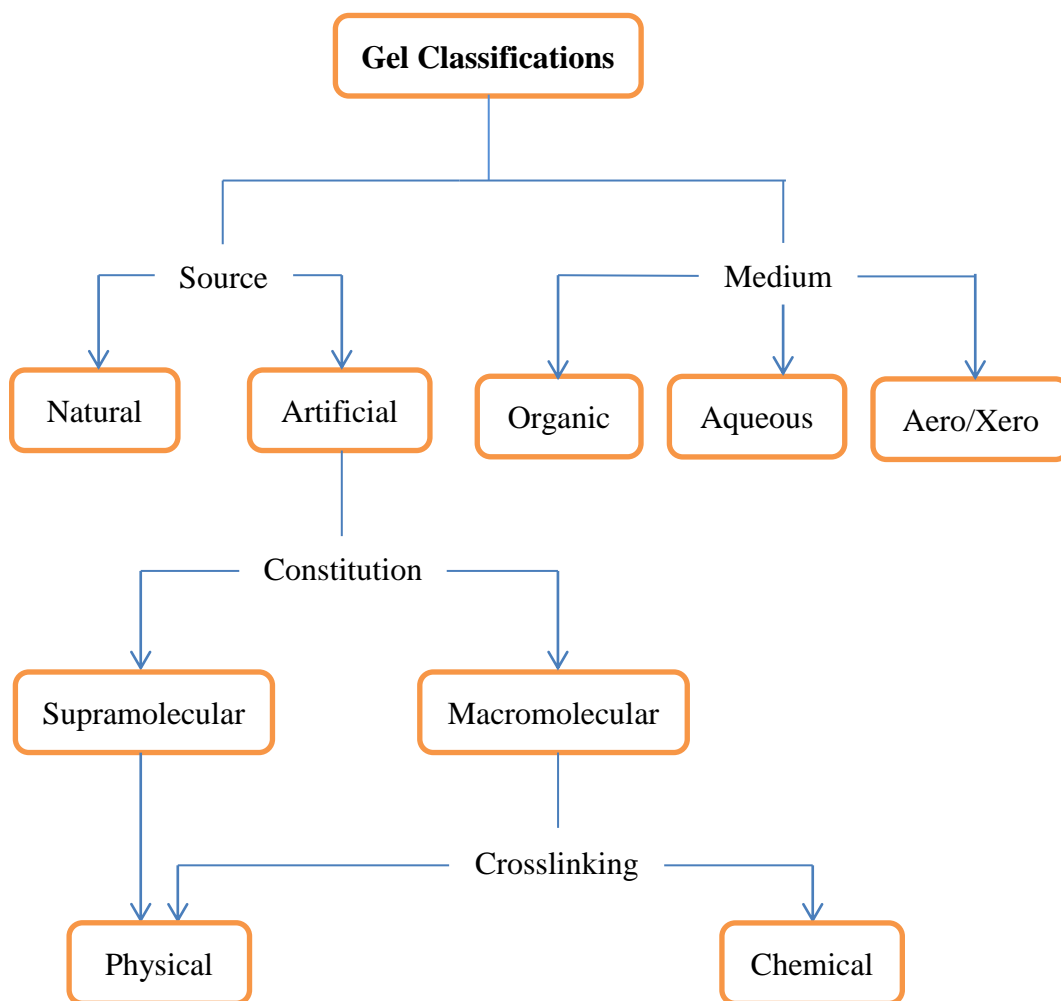 Gel Classifications
Source
Medium
Natural
Artificial
Organic
Aqueous
Aero/Xero
Constitution
Supramolecular
Macromolecular
Crosslinking
Physical
Chemical